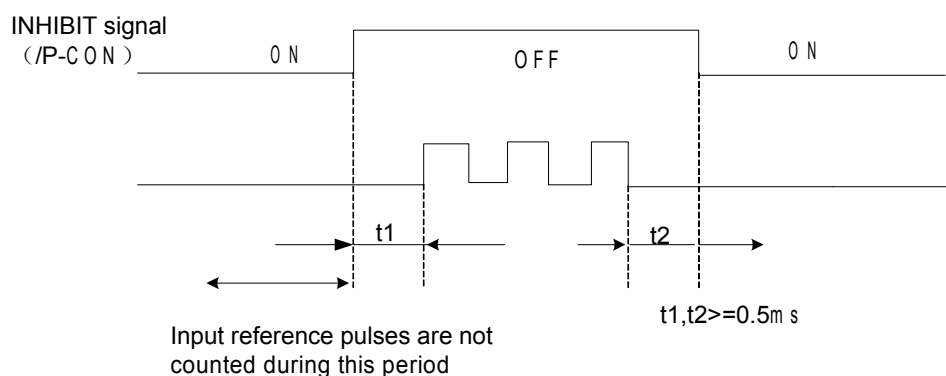 INHIBIT signal
（/P-CON）
ON
OFF
ON
t1
t2
t1,t2>=0.5ms
Input reference pulses are not
counted during this period